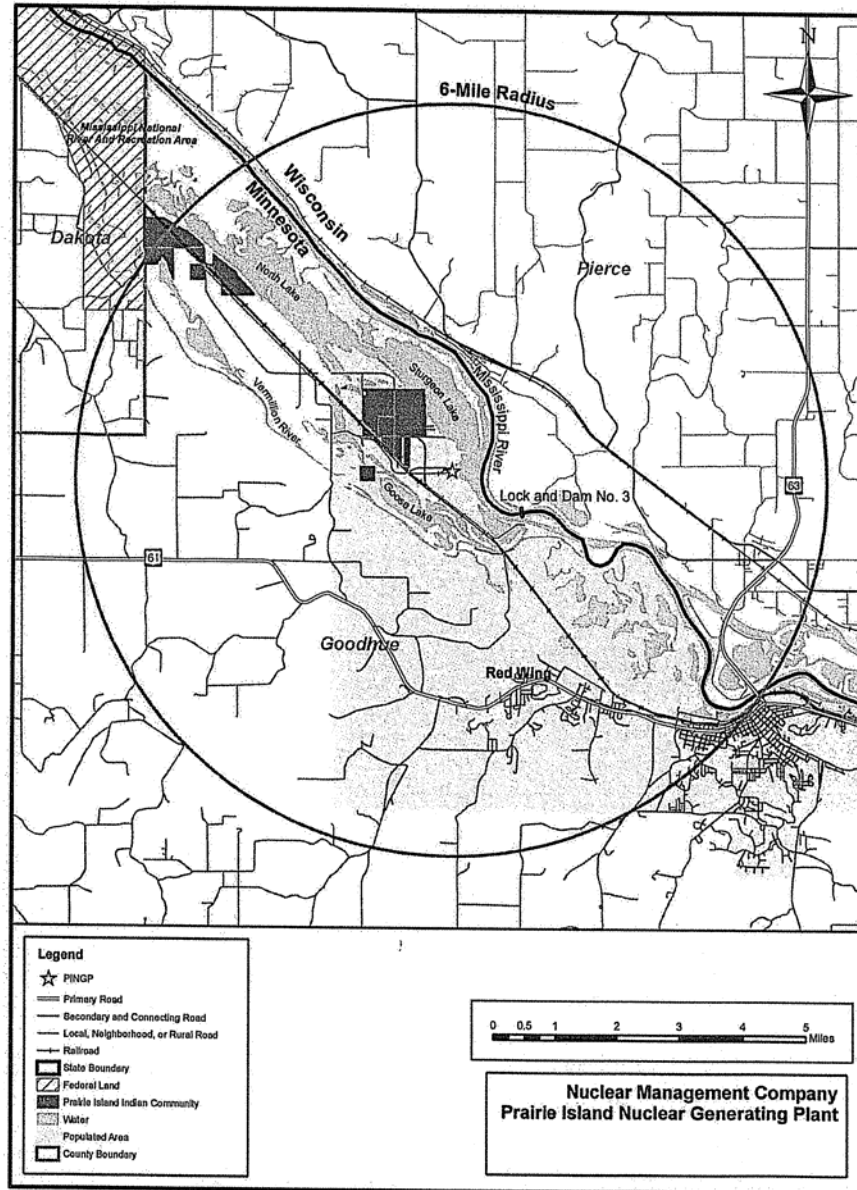 N
6-Mile Radius
Mississippi National
River And Recreation Area
Wisconsin
Minnesota
Dakota
Pierce
North Lake
Sturgeon Lake
Mississippi River
Vermillion River
63
Lock and Dam No. 3
Goose Lake
61
Goodhue
Red Wing
Legend
PINGP
Primary Road
Secondary and Connecting Road
Local, Neighborhood, or Rural Road
Railroad
State Boundary
Federal Land
Prairie Island Indian Community
Water
Populated Area
County Boundary
0 0.5 1 2 3 4 5
Miles
Nuclear Management Company
Prairie Island Nuclear Generating Plant